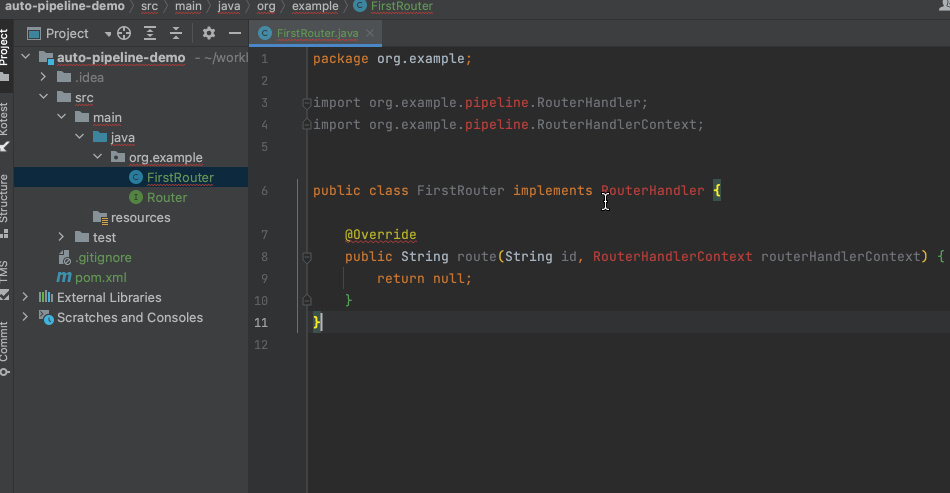 auto-pipeline-demo > src > main > java > org > example > FirstRouter
Project
FirstRouter.java
Project
Kotest
Structure
TMS
Commit
auto-pipeline-demo - ~/work
.idea
src
main
java
org.example
FirstRouter
Router
resources
test
.gitignore
pom.xml
External Libraries
Scratches and Consoles
1 package org.example;
2
3 import org.example.pipeline.RouterHandler;
4 import org.example.pipeline.RouterHandlerContext;
5
6 public class FirstRouter implements RouterHandler {
7 @Override
8 public String route(String id, RouterHandlerContext routerHandlerContext) {
9 return null;
10 }
11 }
12